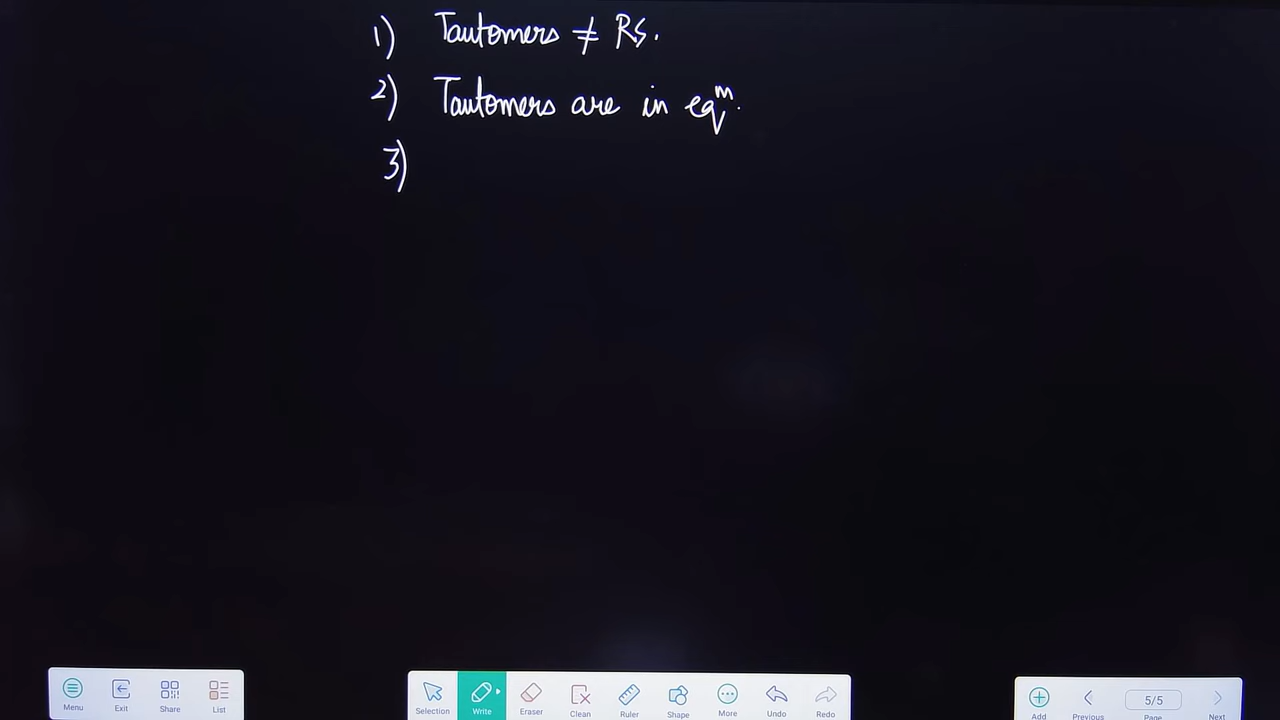 1) Tautomers ≠ RS.
2) Tautomers are in eqᵐ.
3)
Menu Exit Share List
Selection Write Eraser Clean Ruler Shape More Undo Redo
Add Previous 5/5 Page Next